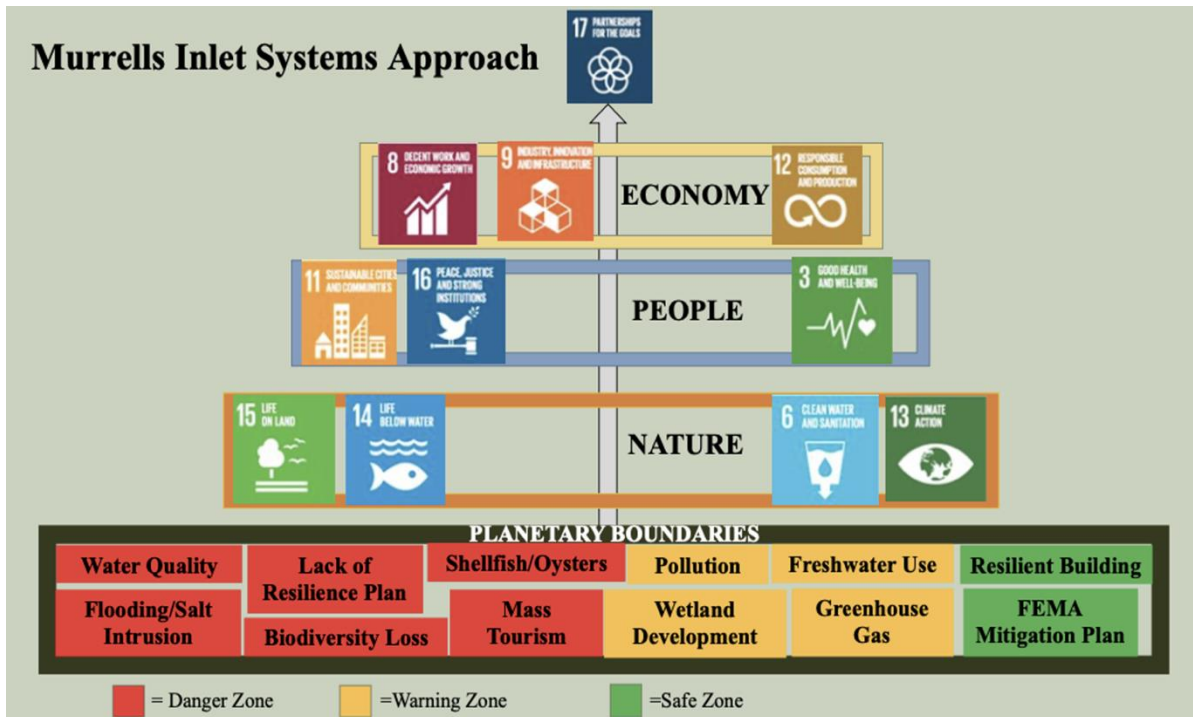 Murrells Inlet Systems Approach
17 PARTNERSHIPS
FOR THE GOALS
8 DECENT WORK AND
ECONOMIC GROWTH
9 INDUSTRY, INNOVATION
AND INFRASTRUCTURE
ECONOMY
12 RESPONSIBLE
CONSUMPTION
AND PRODUCTION
11 SUSTAINABLE CITIES
AND COMMUNITIES
16 PEACE, JUSTICE
AND STRONG
INSTITUTIONS
PEOPLE
3 GOOD HEALTH
AND WELL-BEING
15 LIFE
ON LAND
14 LIFE
BELOW WATER
NATURE
6 CLEAN WATER
AND SANITATION
13 CLIMATE
ACTION
PLANETARY BOUNDARIES
Water Quality
Lack of
Resilience Plan
Shellfish/Oysters
Pollution
Freshwater Use
Resilient Building
Flooding/Salt
Intrusion
Biodiversity Loss
Mass
Tourism
Wetland
Development
Greenhouse
Gas
FEMA
Mitigation Plan
= Danger Zone
=Warning Zone
=Safe Zone